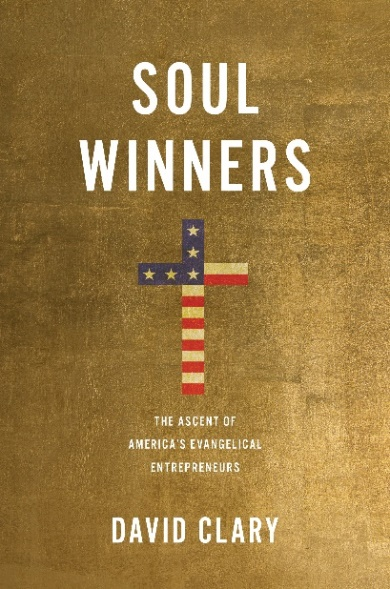 SOUL
WINNERS
THE ASCENT OF
AMERICA'S EVANGELICAL
ENTREPRENEURS
DAVID CLARY